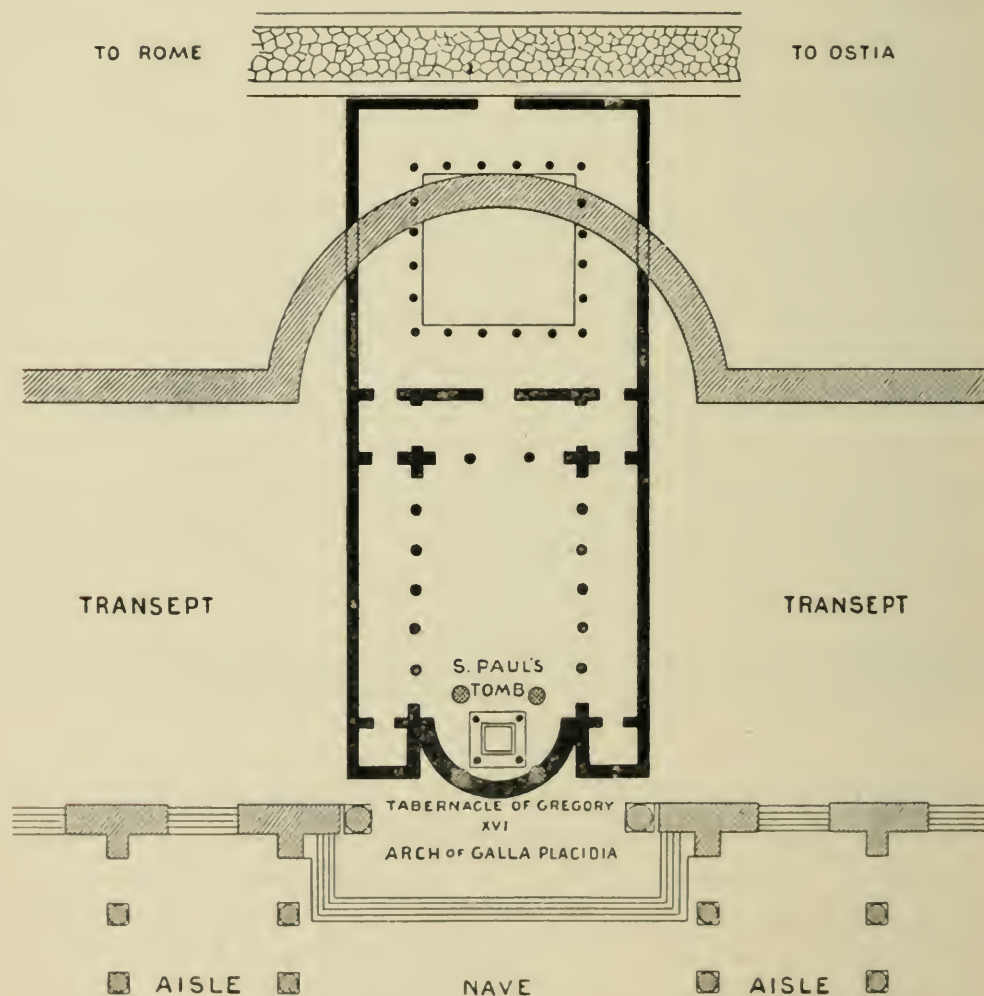 TO ROME
TO OSTIA
TRANSEPT
TRANSEPT
S. PAUL'S
TOMB
TABERNACLE OF GREGORY
XVI
ARCH OF GALLA PLACIDIA
AISLE
NAVE
AISLE